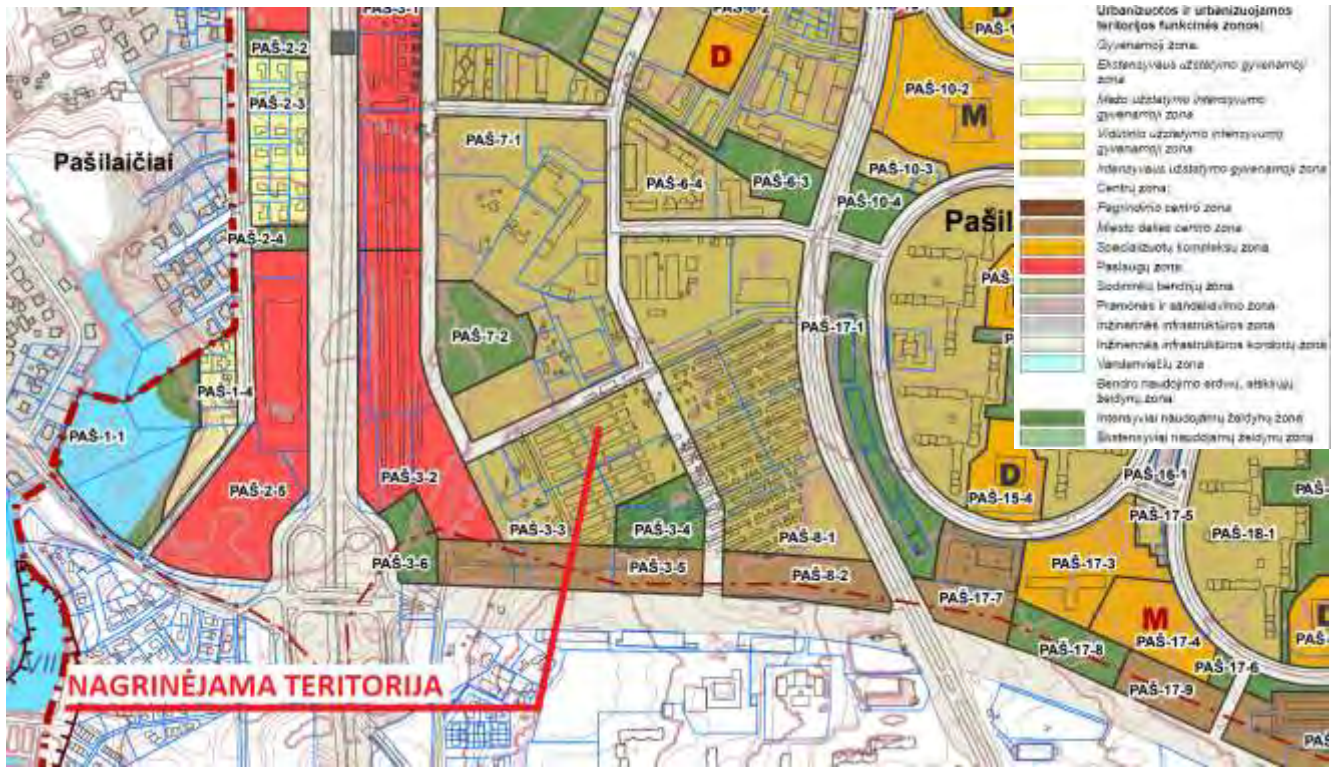 PAŠ-3-1
PAŠ-6-2
PAŠ-2-2
D
PAŠ-2-3
PAŠ-10-2
M
PAŠ-7-1
Pašilaičiai
PAŠ-6-4
PAŠ-6-3
PAŠ-10-3
PAŠ-10-4
PAŠ-2-4
Pašil
PAŠ-7-2
PAŠ-17-1
PAŠ-1-4
PAŠ-1-1
PAŠ-2-5
PAŠ-3-2
D
PAŠ-15-4
PAŠ-16-1
PAŠ-17-5
PAŠ-3-3
PAŠ-3-4
PAŠ-8-1
PAŠ-18-1
PAŠ-3-6
PAŠ-3-5
PAŠ-8-2
PAŠ-17-3
PAŠ-17-7
M
PAŠ-17-4
PAŠ-17-8
PAŠ-17-6
PAŠ-17-9
NAGRINĖJAMA TERITORIJA
Urbanizuotos ir urbanizuojamos
teritorijos funkcinės zonos:
Gyvenamoji zona:
Ekstensyvaus užstatymo gyvenamoji
zona
Mažo užstatymo intensyvumo
gyvenamoji zona
Vidutinio užstatymo intensyvumo
gyvenamoji zona
Intensyvaus užstatymo gyvenamoji zona
Centrų zona:
Pagrindinio centro zona
Miesto dalies centro zona
Specializuotų kompleksų zona
Paslaugų zona
Sodininkų bendrijų zona
Pramonės ir sandėliavimo zona
Inžinerinės infrastruktūros zona
Inžinerinės infrastruktūros koridorių zona
Vandenviečių zona
Bendro naudojimo erdvių, atskirųjų
želdynų zona
Intensyviai naudojamų želdynų zona
Ekstensyviai naudojamų želdynų zona